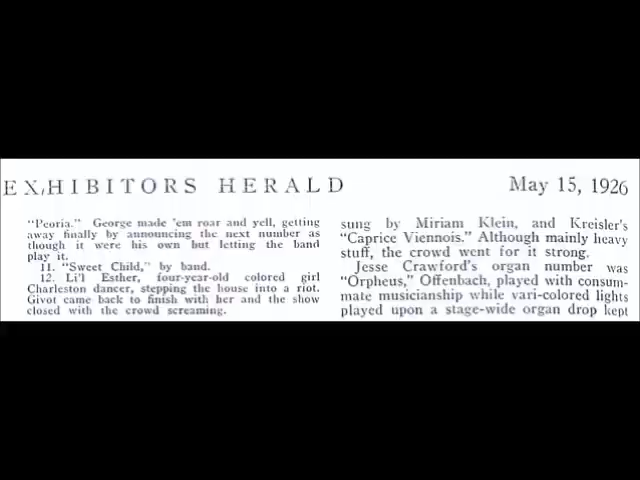 EXHIBITORS HERALD
May 15, 1926
"Peoria." George made 'em roar and yell, getting
away finally by announcing the next number as
though it were his own but letting the band
play it.
11. "Sweet Child," by band.
12. Li'l Esther, four-year-old colored girl
Charleston dancer, stepping the house into a riot.
Givot came back to finish with her and the show
closed with the crowd screaming.
sung by Miriam Klein, and Kreisler's
"Caprice Viennois." Although mainly heavy
stuff, the crowd went for it strong.
Jesse Crawford's organ number was
"Orpheus," Offenbach, played with consum-
mate musicianship while vari-colored lights
played upon a stage-wide organ drop kept